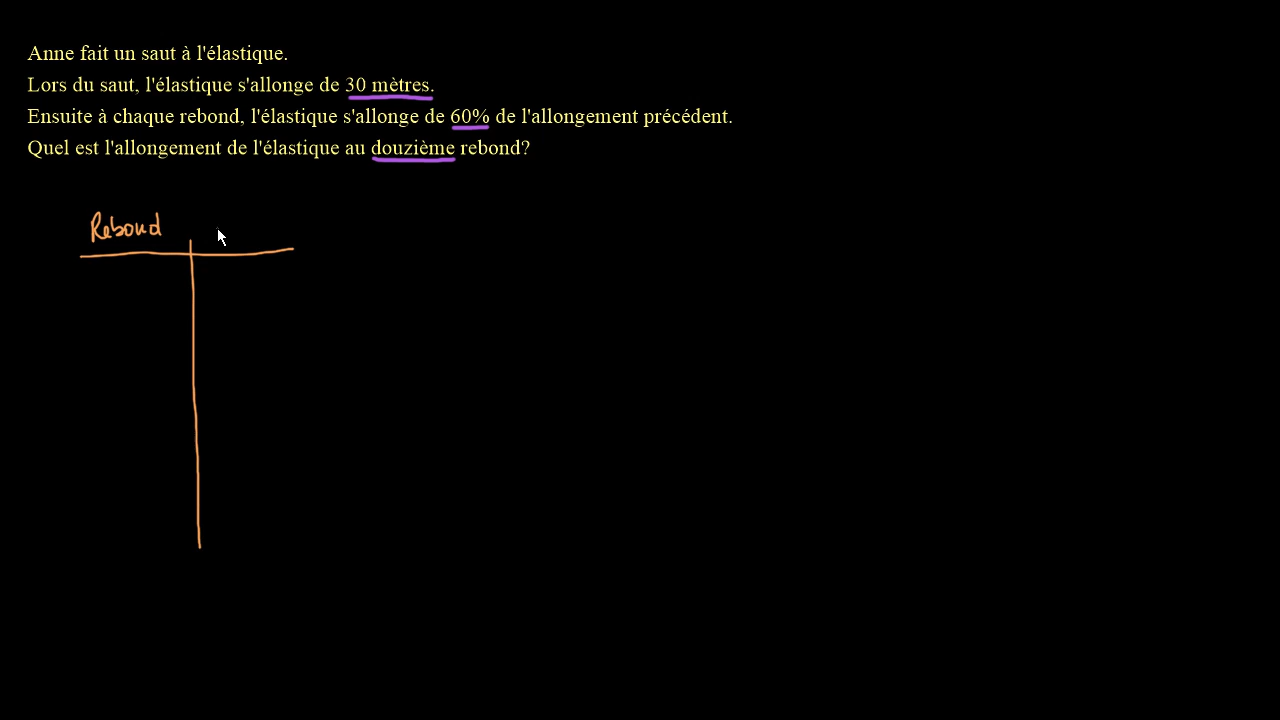 Anne fait un saut à l'élastique.
Lors du saut, l'élastique s'allonge de 30 mètres.
Ensuite à chaque rebond, l'élastique s'allonge de 60% de l'allongement précédent.
Quel est l'allongement de l'élastique au douzième rebond?
Rebond